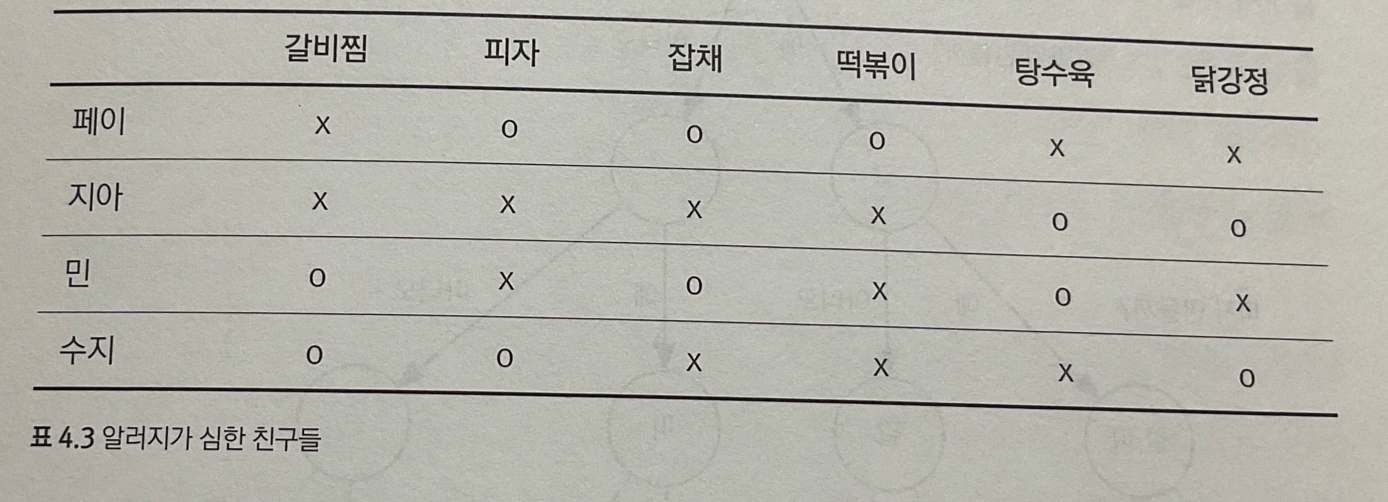 갈비찜 피자 잡채 떡볶이 탕수육 닭강정
페이 X O O O X X
지아 X X X X O O
민 O X O X O X
수지 O O X X X O
표 4.3 알러지가 심한 친구들